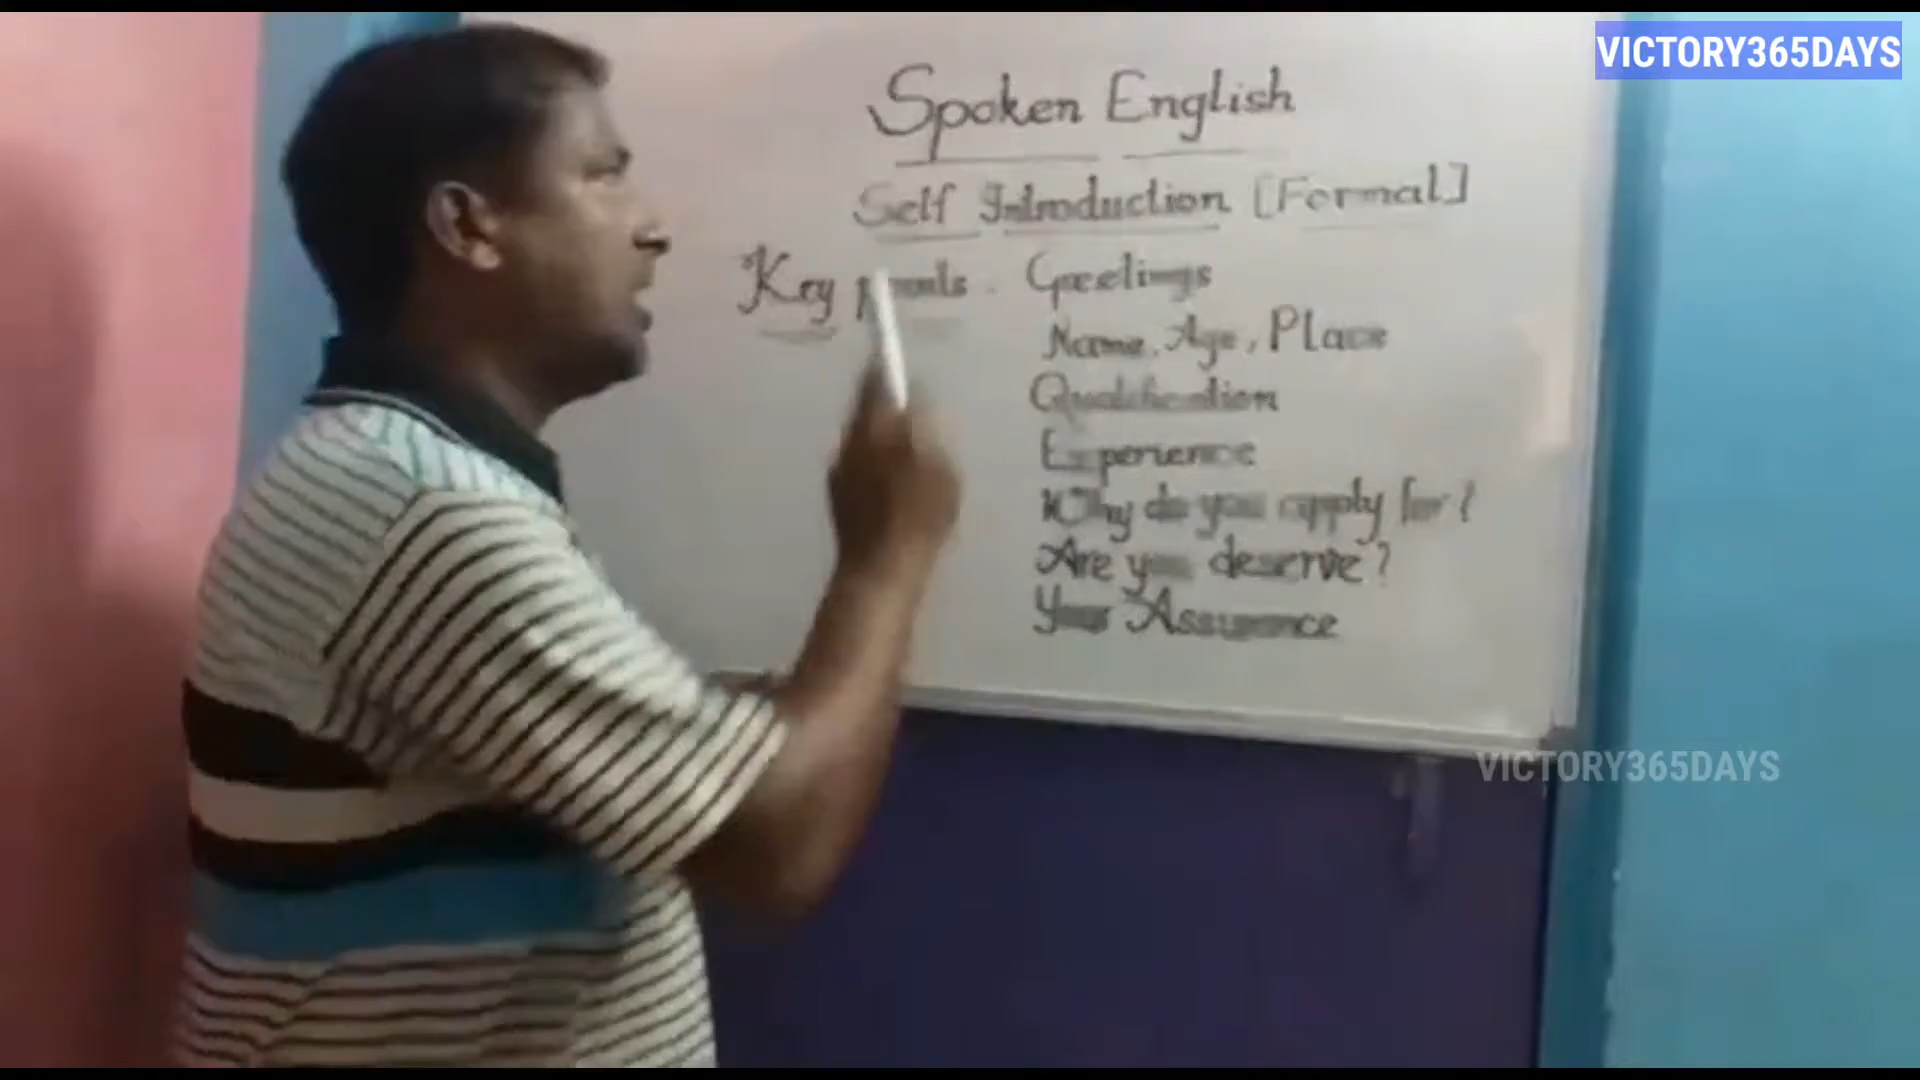 VICTORY365DAYS
Spoken English
Self Introduction [Formal]
Key points - Greetings
Name, Age, Place
Qualification
Experience
Why do you apply for?
Are you deserve?
Your Assurance
VICTORY365DAYS